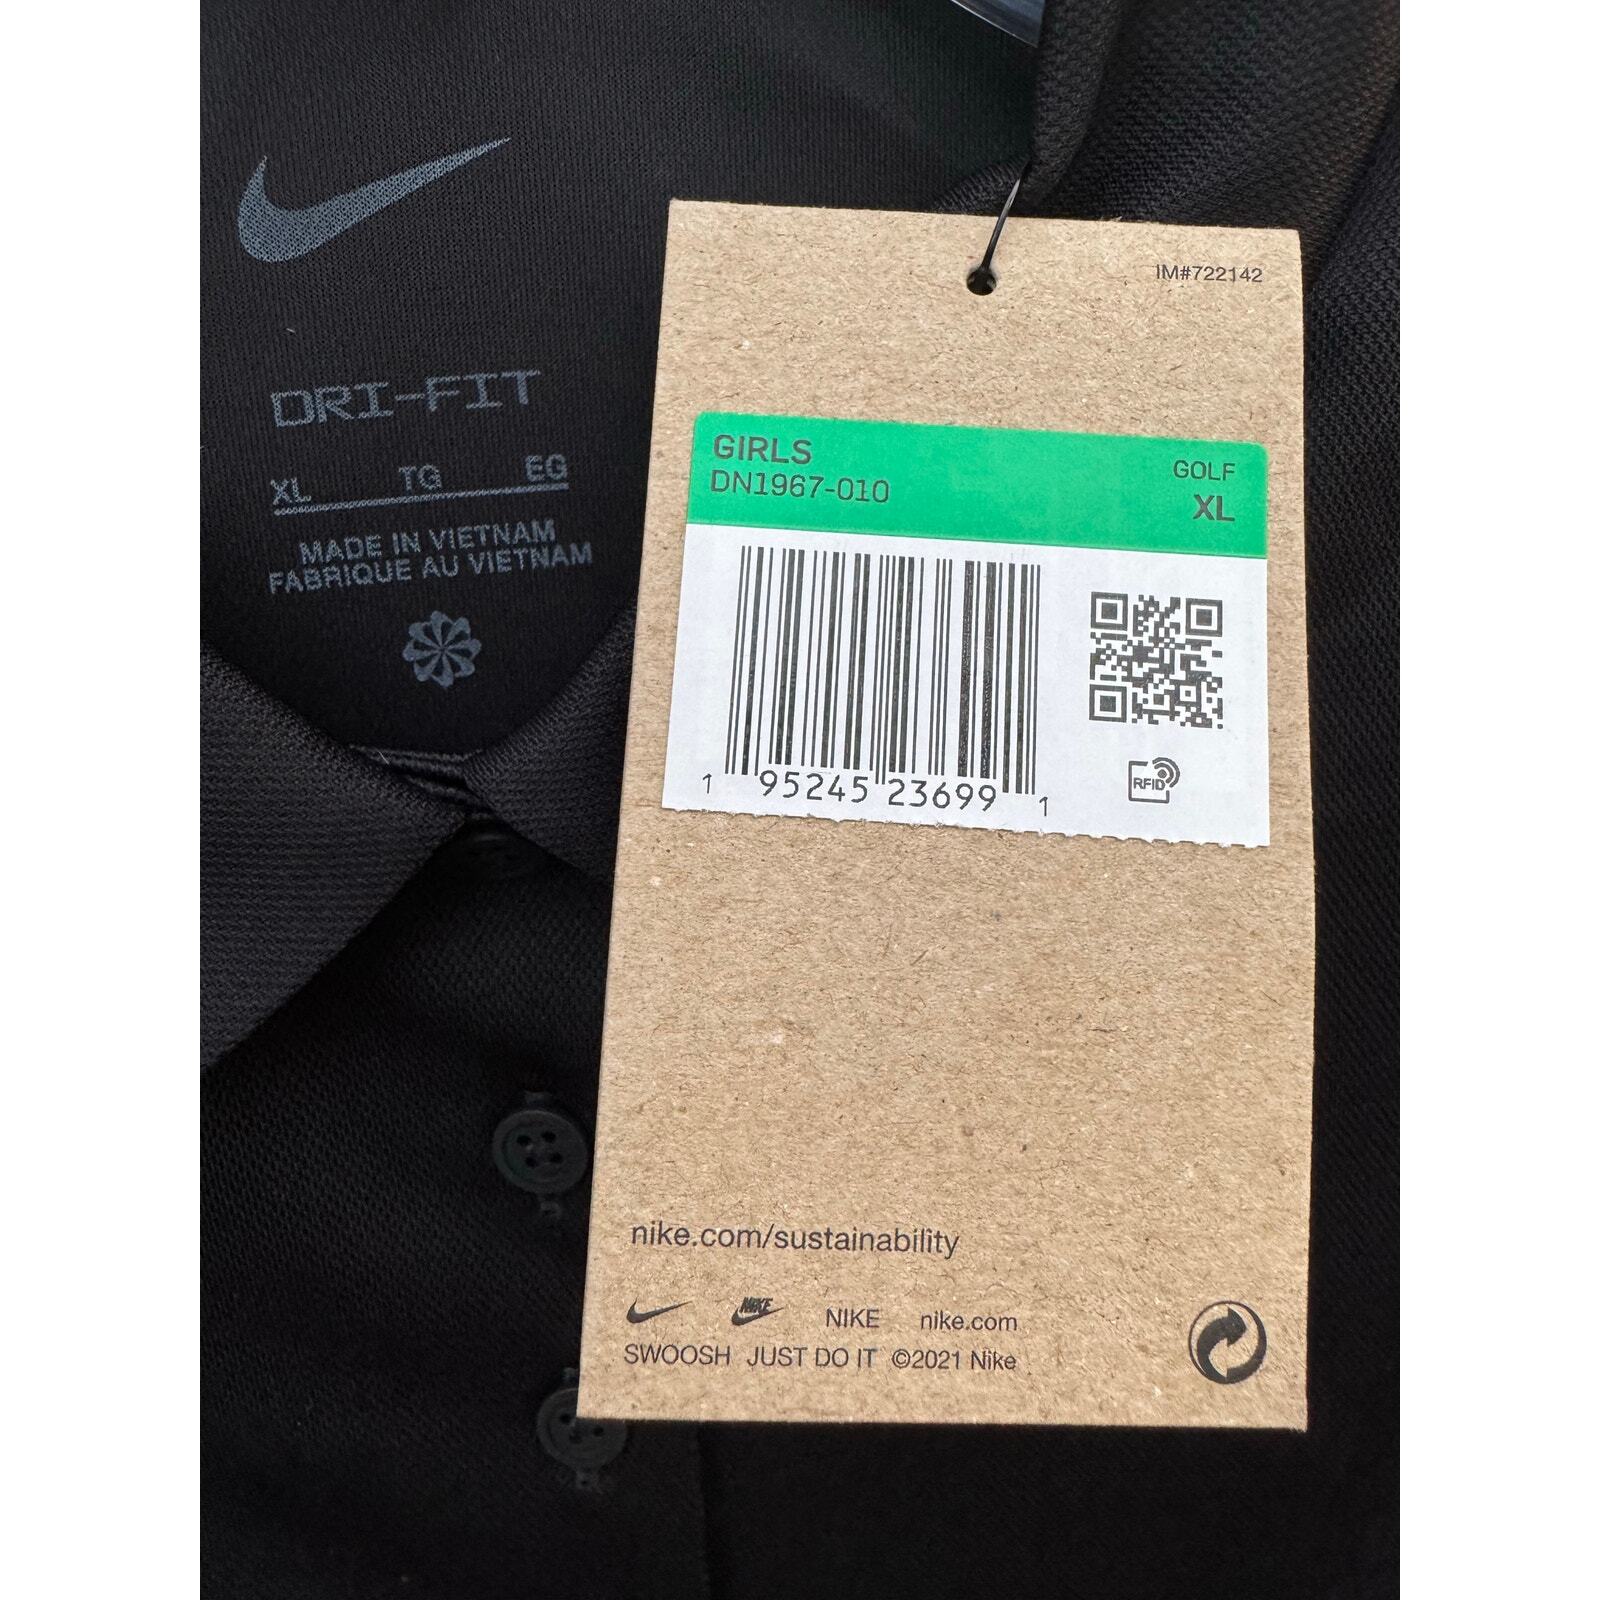 DRI-FIT
XL TG EG
MADE IN VIETNAM
FABRIQUE AU VIETNAM
IM#722142
GIRLS GOLF
DN1967-010 XL
1 95245 23699 1
RFID
nike.com/sustainability
NIKE NIKE nike.com
SWOOSH JUST DO IT ©2021 Nike